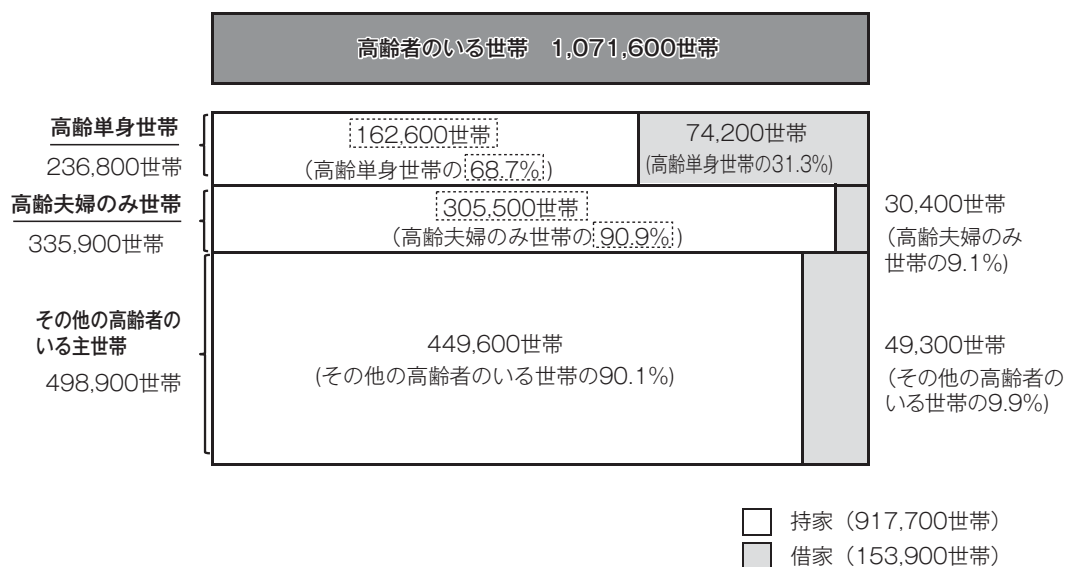 高齢者のいる世帯　1,071,600世帯
高齢単身世帯
236,800世帯
162,600世帯
(高齢単身世帯の68.7%)
74,200世帯
(高齢単身世帯の31.3%)
高齢夫婦のみ世帯
335,900世帯
305,500世帯
(高齢夫婦のみ世帯の90.9%)
30,400世帯
(高齢夫婦のみ
世帯の9.1%)
その他の高齢者の
いる主世帯
498,900世帯
449,600世帯
(その他の高齢者のいる世帯の90.1%)
49,300世帯
(その他の高齢者の
いる世帯の9.9%)
持家（917,700世帯）
借家（153,900世帯）